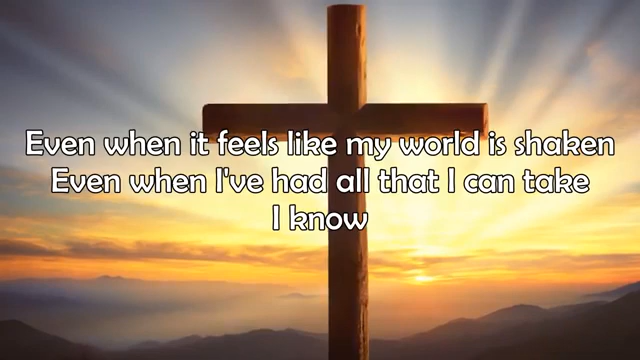 Even when it feels like my world is shaken
Even when I've had all that I can take
I know